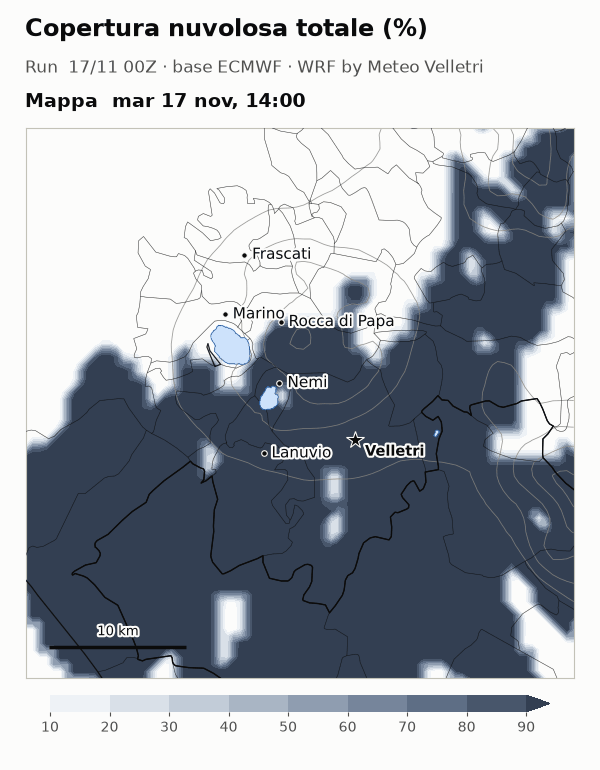 Copertura nuvolosa totale (%)
Run  17/11 00Z · base ECMWF · WRF by Meteo Velletri
Mappa  mar 17 nov, 14:00
Frascati
Marino
Rocca di Papa
Nemi
Velletri
Lanuvio
10 km
10 20 30 40 50 60 70 80 90